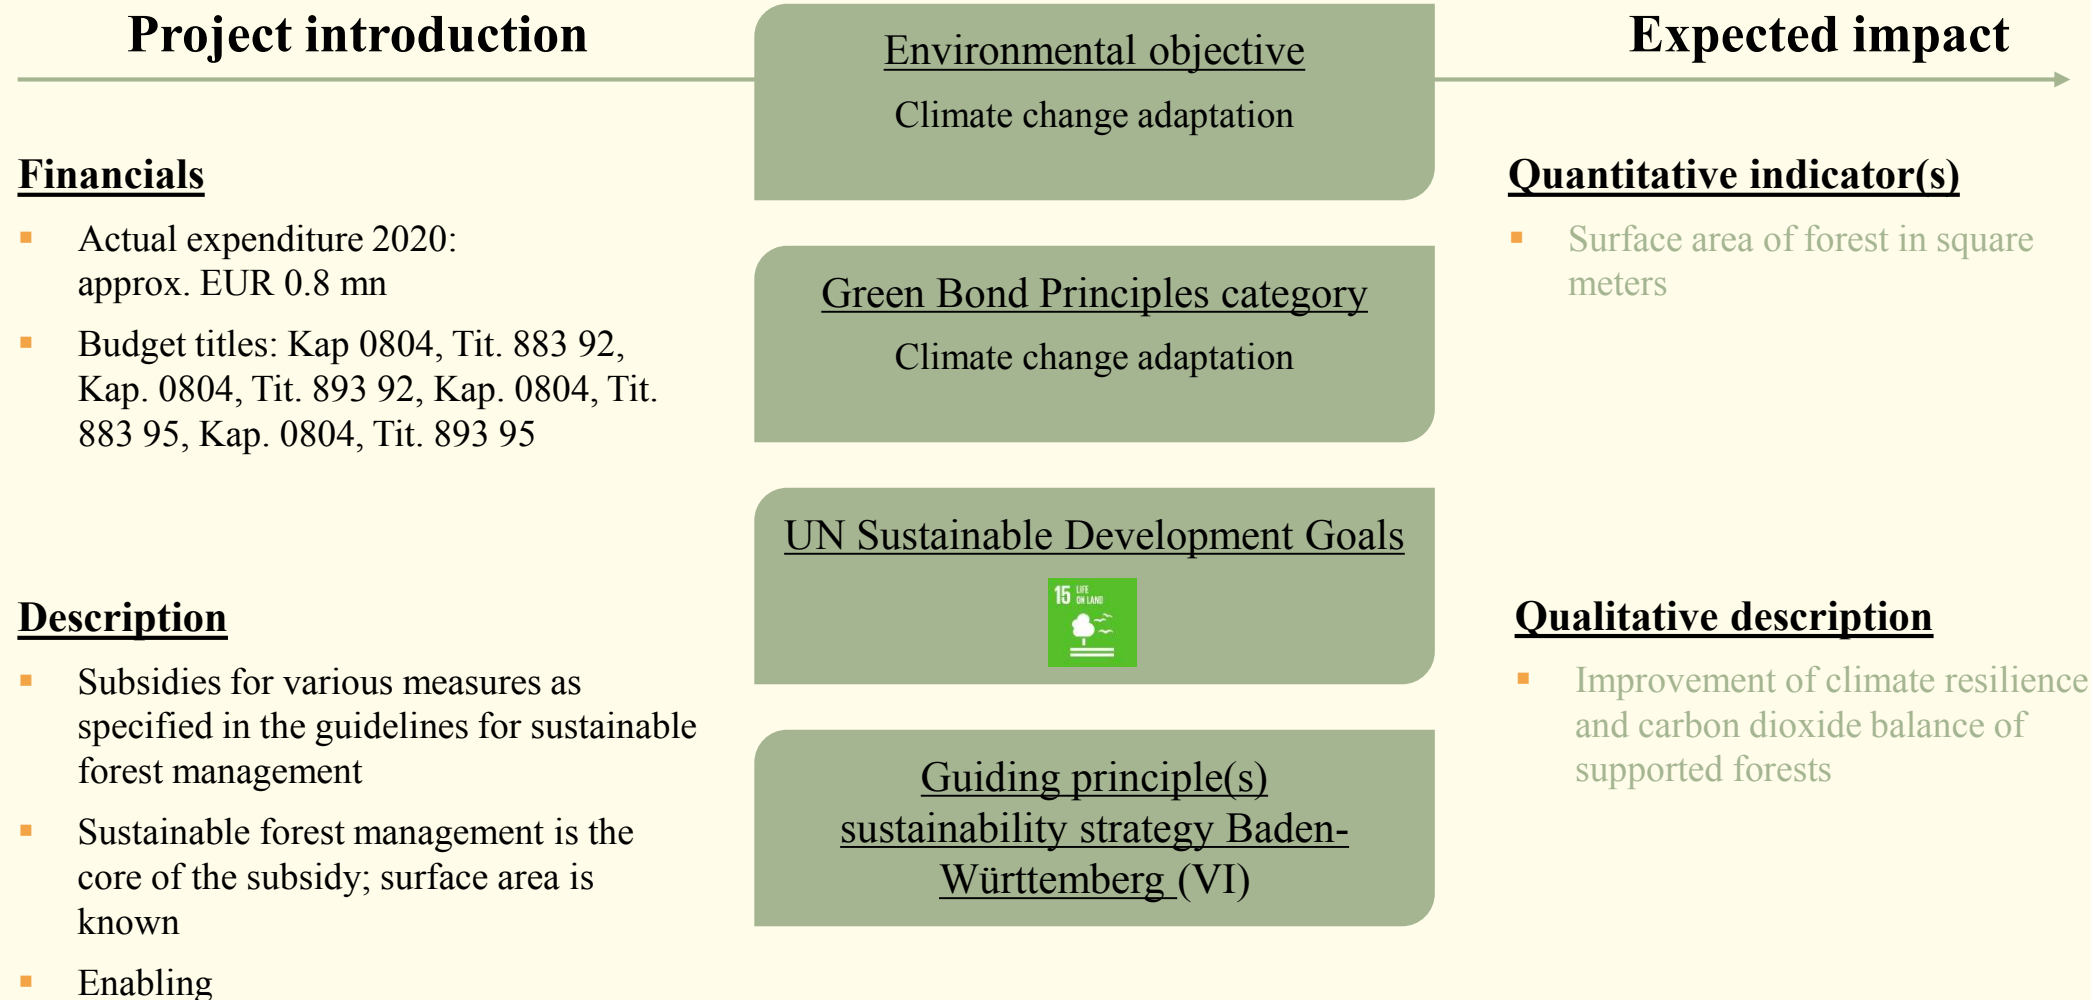 Project introduction
Financials
Actual expenditure 2020:
approx. EUR 0.8 mn
Budget titles: Kap 0804, Tit. 883 92,
Kap. 0804, Tit. 893 92, Kap. 0804, Tit.
883 95, Kap. 0804, Tit. 893 95
Description
Subsidies for various measures as
specified in the guidelines for sustainable
forest management
Sustainable forest management is the
core of the subsidy; surface area is
known
Enabling
Environmental objective
Climate change adaptation
Green Bond Principles category
Climate change adaptation
UN Sustainable Development Goals
15 LIFE
ON LAND
Guiding principle(s)
sustainability strategy Baden-
Württemberg (VI)
Expected impact
Quantitative indicator(s)
Surface area of forest in square
meters
Qualitative description
Improvement of climate resilience
and carbon dioxide balance of
supported forests